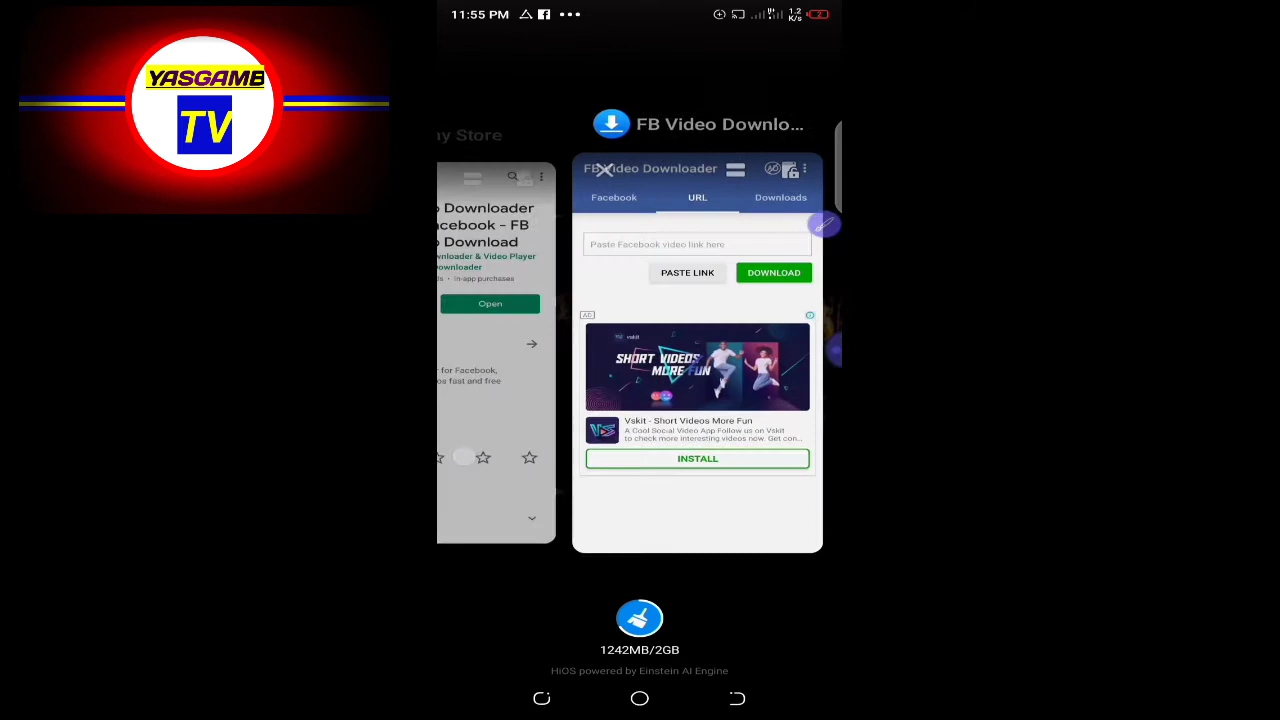 YASGAMB
TV
11:55 PM
1.2
K/s
2
ay Store
FB Video Downlo...
Downloader
acebook - FB
Download
wnloader & Video Player
ownloader
ds • In-app purchases
Open
r for Facebook,
os fast and free
FB Video Downloader
AD
Facebook
URL
Downloads
Paste Facebook video link here
PASTE LINK
DOWNLOAD
AD
vskit
SHORT VIDEOS
MORE FUN
Vskit - Short Videos More Fun
A Cool Social Video App Follow us on Vskit
to check more interesting videos now. Get con...
INSTALL
1242MB/2GB
HiOS powered by Einstein AI Engine